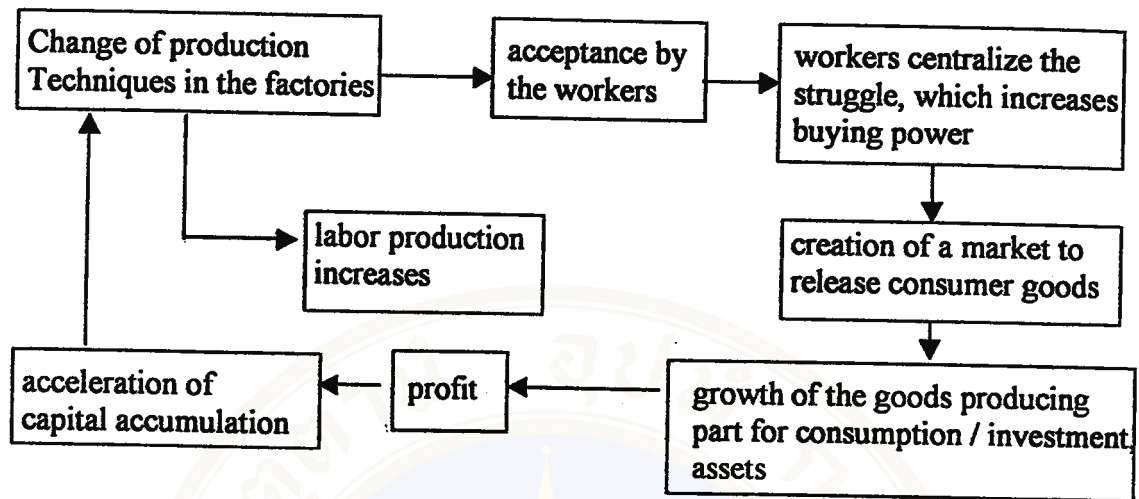 Change of production
Techniques in the factories
acceptance by
the workers
workers centralize the
struggle, which increases
buying power
labor production
increases
creation of a market to
release consumer goods
acceleration of
capital accumulation
profit
growth of the goods producing
part for consumption / investment
assets